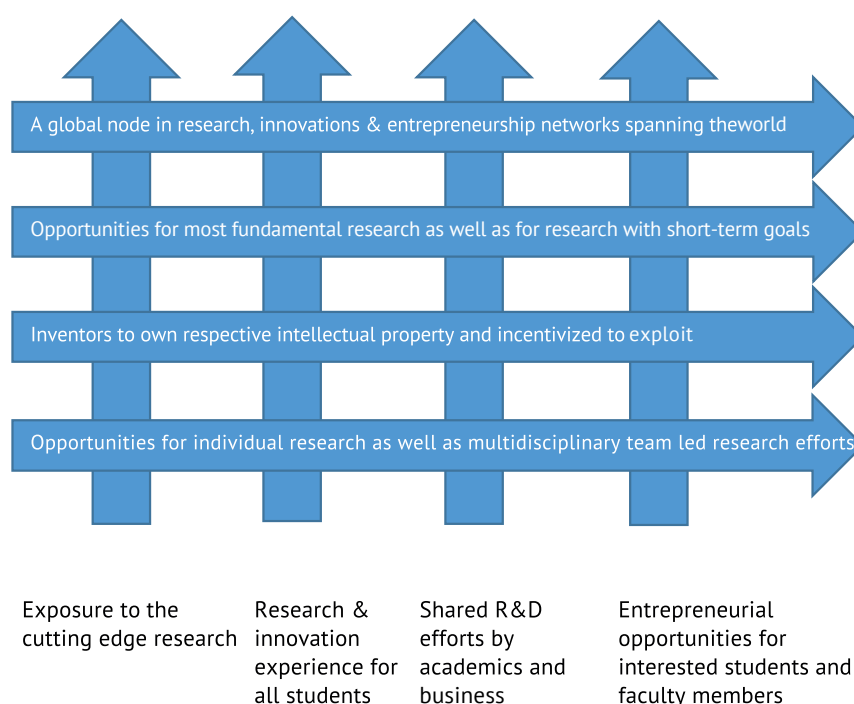 A global node in research, innovations & entrepreneurship networks spanning theworld
Opportunities for most fundamental research as well as for research with short-term goals
Inventors to own respective intellectual property and incentivized to exploit
Opportunities for individual research as well as multidisciplinary team led research efforts
Exposure to the
cutting edge research
Research &
innovation
experience for
all students
Shared R&D
efforts by
academics and
business
Entrepreneurial
opportunities for
interested students and
faculty members